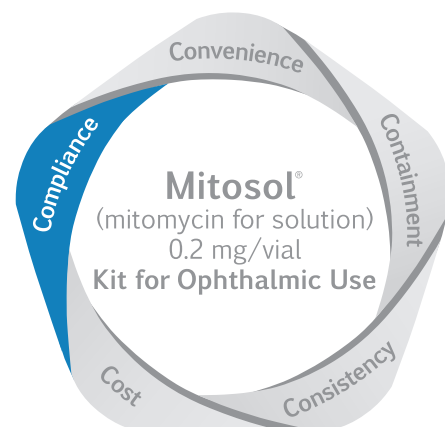 Convenience
Compliance
Containment
Mitosol®
(mitomycin for solution)
0.2 mg/vial
Kit for Ophthalmic Use
Cost
Consistency